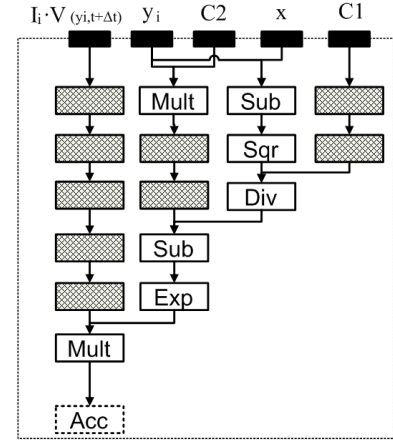 Ii·V (yi,t+Δt) yi C2 x C1
Mult Sub
Sqr
Div
Sub
Exp
Mult
Acc